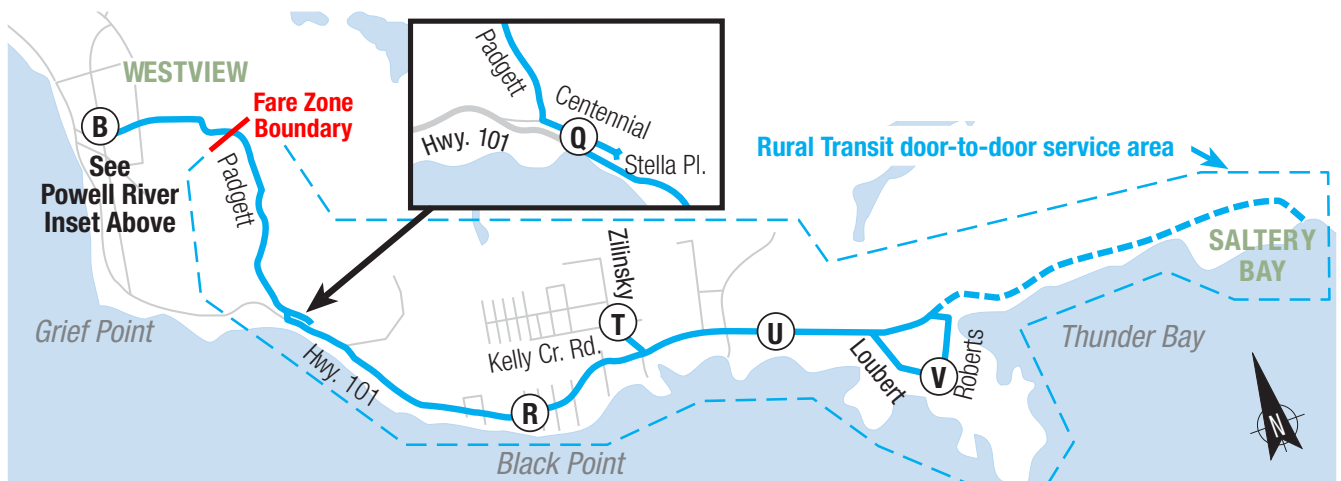 WESTVIEW
B
See
Powell River
Inset Above
Fare Zone
Boundary
Padgett
Padgett
Centennial
Hwy. 101
Q
Stella Pl.
Rural Transit door-to-door service area
SALTERY
BAY
Grief Point
Hwy. 101
Zilinsky
T
Kelly Cr. Rd.
R
U
Loubert
V
Roberts
Thunder Bay
Black Point
N